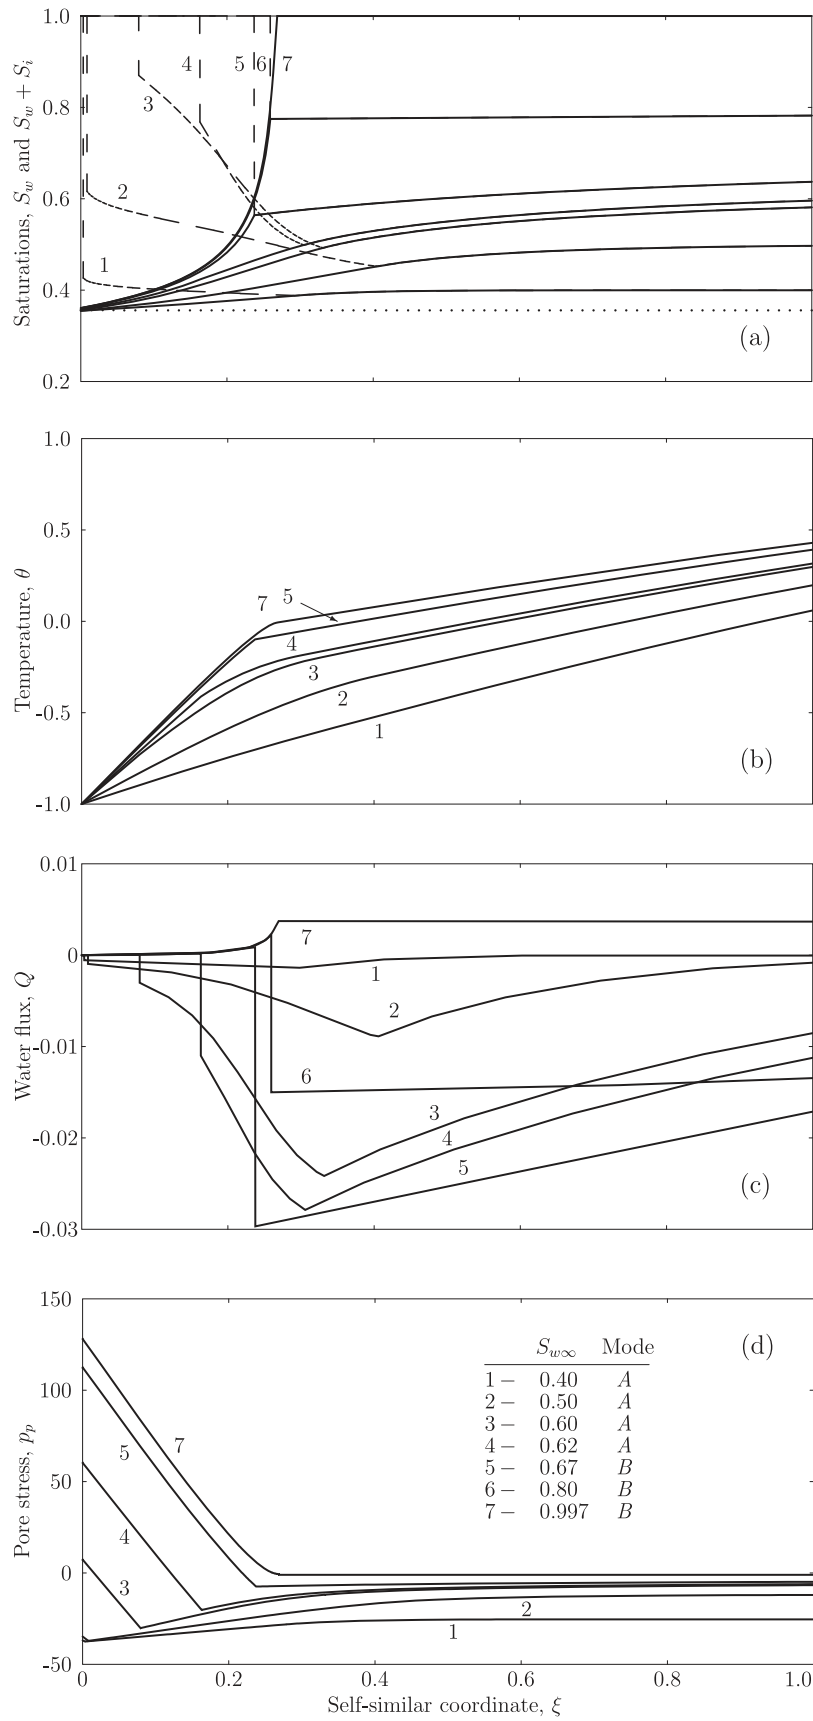 Saturations, S_w and S_w + S_i
1.0
0.8
0.6
0.4
0.2
4
5
6
7
3
2
1
(a)
Temperature, θ
1.0
0.5
0.0
-0.5
-1.0
7
5
4
3
2
1
(b)
Water flux, Q
0.01
0
-0.01
-0.02
-0.03
7
1
2
6
3
4
5
(c)
Pore stress, p_p
150
100
50
0
-50
7
5
4
3
2
1
(d)
S_w∞ Mode
1 – 0.40 A
2 – 0.50 A
3 – 0.60 A
4 – 0.62 A
5 – 0.67 B
6 – 0.80 B
7 – 0.997 B
0 0.2 0.4 0.6 0.8 1.0
Self-similar coordinate, ξ